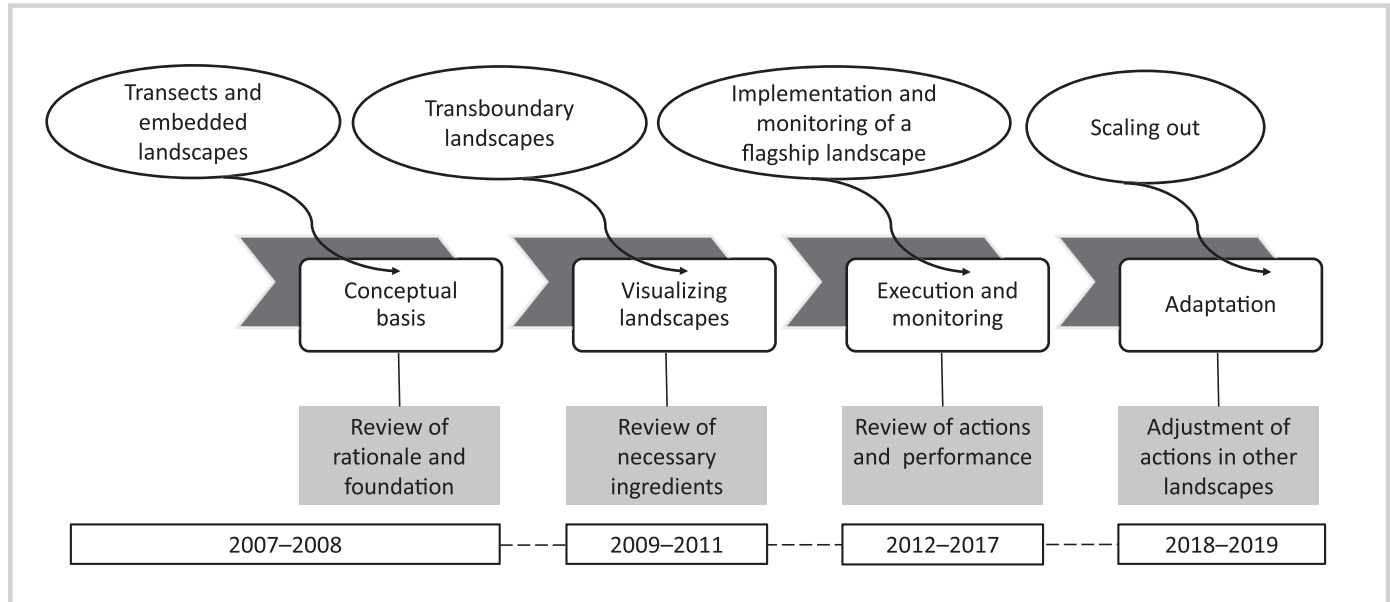 Transects and
embedded
landscapes
Transboundary
landscapes
Implementation and
monitoring of a
flagship landscape
Scaling out
Conceptual
basis
Visualizing
landscapes
Execution and
monitoring
Adaptation
Review of
rationale and
foundation
Review of
necessary
ingredients
Review of actions
and performance
Adjustment of
actions in other
landscapes
2007–2008
2009–2011
2012–2017
2018–2019